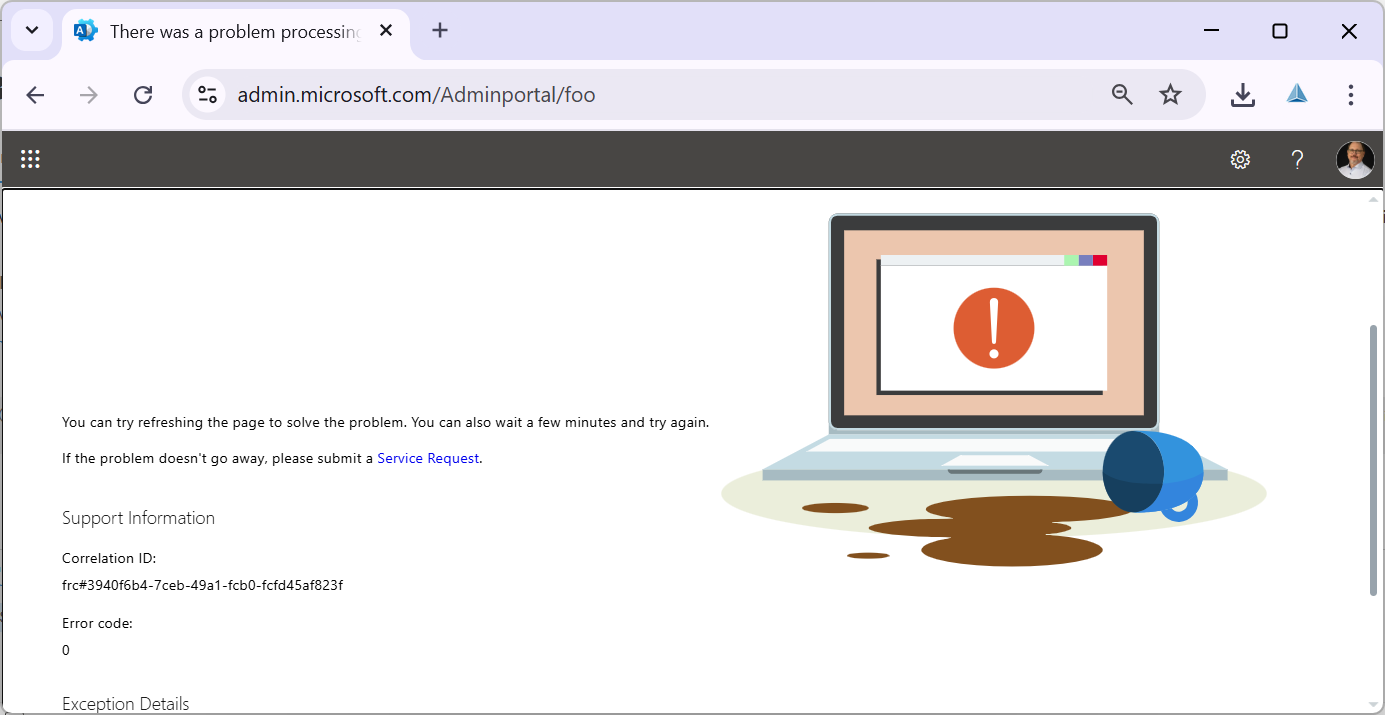 There was a problem processing
admin.microsoft.com/Adminportal/foo
You can try refreshing the page to solve the problem. You can also wait a few minutes and try again.
If the problem doesn't go away, please submit a Service Request.
Support Information
Correlation ID:
frc#3940f6b4-7ceb-49a1-fcb0-fcfd45af823f
Error code:
0
Exception Details